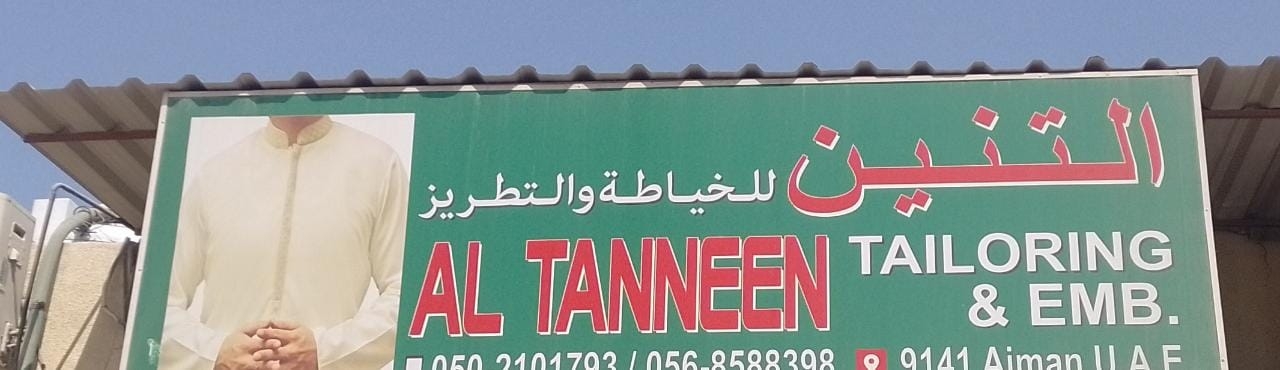 التنين للخياطة والتطريز
AL TANNEEN TAILORING
& EMB.
050-2101793 / 056-8588398 9141 Ajman U.A.E